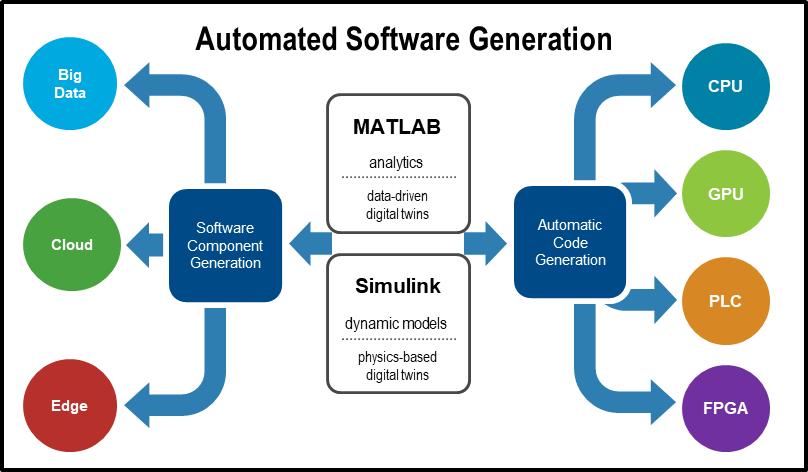 Automated Software Generation
Big
Data
Cloud
Edge
Software
Component
Generation
MATLAB
analytics
data-driven
digital twins
Simulink
dynamic models
physics-based
digital twins
Automatic
Code
Generation
CPU
GPU
PLC
FPGA